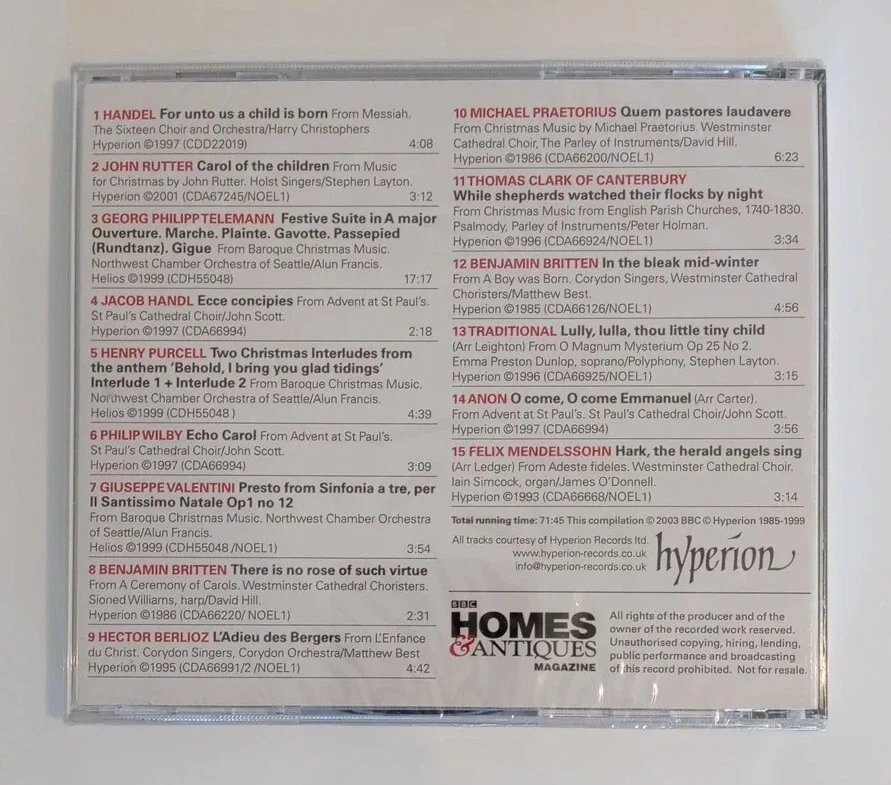 1 HANDEL For unto us a child is born From Messiah.
The Sixteen Choir and Orchestra/Harry Christophers
Hyperion ©1997 (CDD22019) 4:08
2 JOHN RUTTER Carol of the children From Music
for Christmas by John Rutter. Holst Singers/Stephen Layton.
Hyperion ©2001 (CDA67245/NOEL1) 3:12
3 GEORG PHILIPP TELEMANN Festive Suite in A major
Ouverture. Marche. Plainte. Gavotte. Passepied
(Rundtanz). Gigue From Baroque Christmas Music.
Northwest Chamber Orchestra of Seattle/Alun Francis.
Helios ©1999 (CDH55048) 17:17
4 JACOB HANDL Ecce concipies From Advent at St Paul's.
St Paul's Cathedral Choir/John Scott.
Hyperion ©1997 (CDA66994) 2:18
5 HENRY PURCELL Two Christmas Interludes from
the anthem 'Behold, I bring you glad tidings'
Interlude 1 + Interlude 2 From Baroque Christmas Music.
Northwest Chamber Orchestra of Seattle/Alun Francis.
Helios ©1999 (CDH55048 ) 4:39
6 PHILIP WILBY Echo Carol From Advent at St Paul's.
St Paul's Cathedral Choir/John Scott.
Hyperion ©1997 (CDA66994) 3:09
7 GIUSEPPE VALENTINI Presto from Sinfonia a tre, per
Il Santissimo Natale Op1 no 12
From Baroque Christmas Music. Northwest Chamber Orchestra
of Seattle/Alun Francis.
Helios ©1999 (CDH55048 /NOEL1) 3:54
8 BENJAMIN BRITTEN There is no rose of such virtue
From A Ceremony of Carols. Westminster Cathedral Choristers.
Sioned Williams, harp/David Hill.
Hyperion ©1986 (CDA66220/ NOEL1) 2:31
9 HECTOR BERLIOZ L'Adieu des Bergers From L'Enfance
du Christ. Corydon Singers, Corydon Orchestra/Matthew Best
Hyperion ©1995 (CDA66991/2 /NOEL1) 4:42
10 MICHAEL PRAETORIUS Quem pastores laudavere
From Christmas Music by Michael Praetorius. Westminster
Cathedral Choir, The Parley of Instruments/David Hill.
Hyperion ©1986 (CDA66200/NOEL1) 6:23
11 THOMAS CLARK OF CANTERBURY
While shepherds watched their flocks by night
From Christmas Music from English Parish Churches, 1740-1830.
Psalmody, Parley of Instruments/Peter Holman.
Hyperion ©1996 (CDA66924/NOEL1) 3:34
12 BENJAMIN BRITTEN In the bleak mid-winter
From A Boy was Born. Corydon Singers, Westminster Cathedral
Choristers/Matthew Best.
Hyperion ©1985 (CDA66126/NOEL1) 4:56
13 TRADITIONAL Lully, lulla, thou little tiny child
(Arr Leighton) From O Magnum Mysterium Op 25 No 2.
Emma Preston Dunlop, soprano/Polyphony, Stephen Layton.
Hyperion ©1996 (CDA66925/NOEL1) 3:15
14 ANON O come, O come Emmanuel (Arr Carter).
From Advent at St Paul's. St Paul's Cathedral Choir/John Scott.
Hyperion ©1997 (CDA66994) 3:56
15 FELIX MENDELSSOHN Hark, the herald angels sing
(Arr Ledger) From Adeste fideles. Westminster Cathedral Choir.
Iain Simcock, organ/James O'Donnell.
Hyperion ©1993 (CDA66668/NOEL1) 3:14
Total running time: 71:45 This compilation © 2003 BBC © Hyperion 1985-1999
All tracks courtesy of Hyperion Records ltd.
www.hyperion-records.co.uk
info@hyperion-records.co.uk
hyperion
BBC
HOMES
& ANTIQUES
MAGAZINE
All rights of the producer and of the
owner of the recorded work reserved.
Unauthorised copying, hiring, lending,
public performance and broadcasting
of this record prohibited. Not for resale.